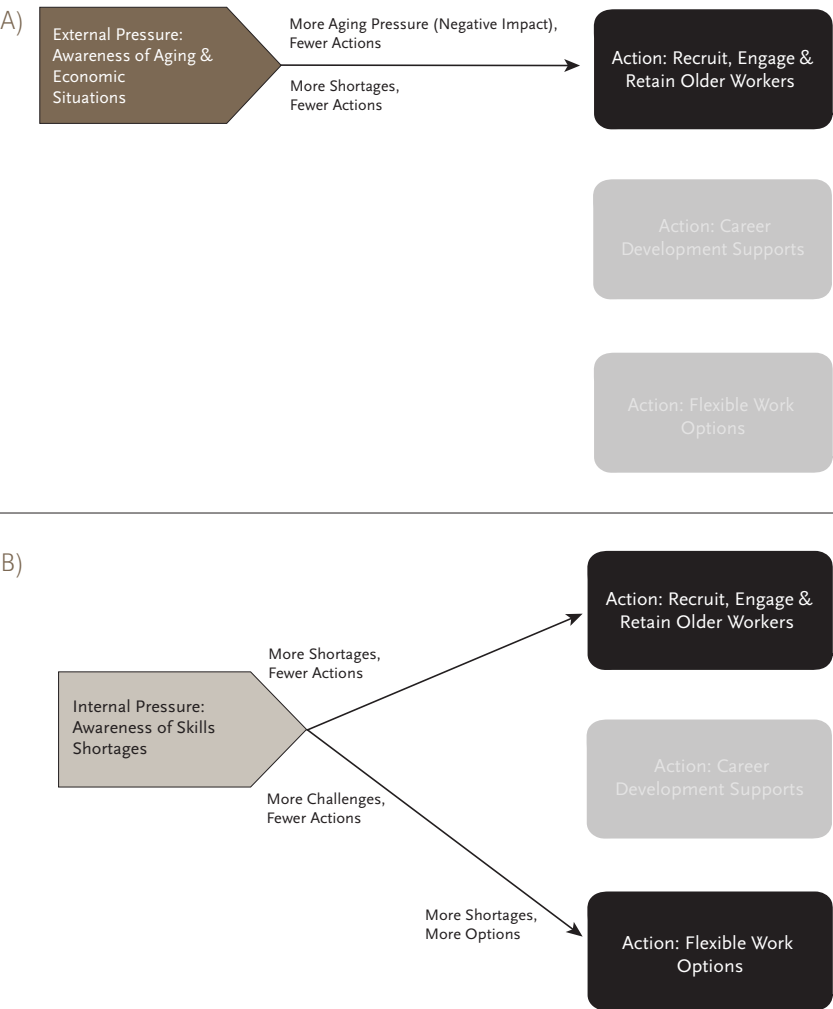 A)
External Pressure:
Awareness of Aging &
Economic
Situations
More Aging Pressure (Negative Impact),
Fewer Actions
More Shortages,
Fewer Actions
Action: Recruit, Engage &
Retain Older Workers
Action: Career
Development Supports
Action: Flexible Work
Options
B)
Internal Pressure:
Awareness of Skills
Shortages
More Shortages,
Fewer Actions
More Challenges,
Fewer Actions
More Shortages,
More Options
Action: Recruit, Engage &
Retain Older Workers
Action: Career
Development Supports
Action: Flexible Work
Options